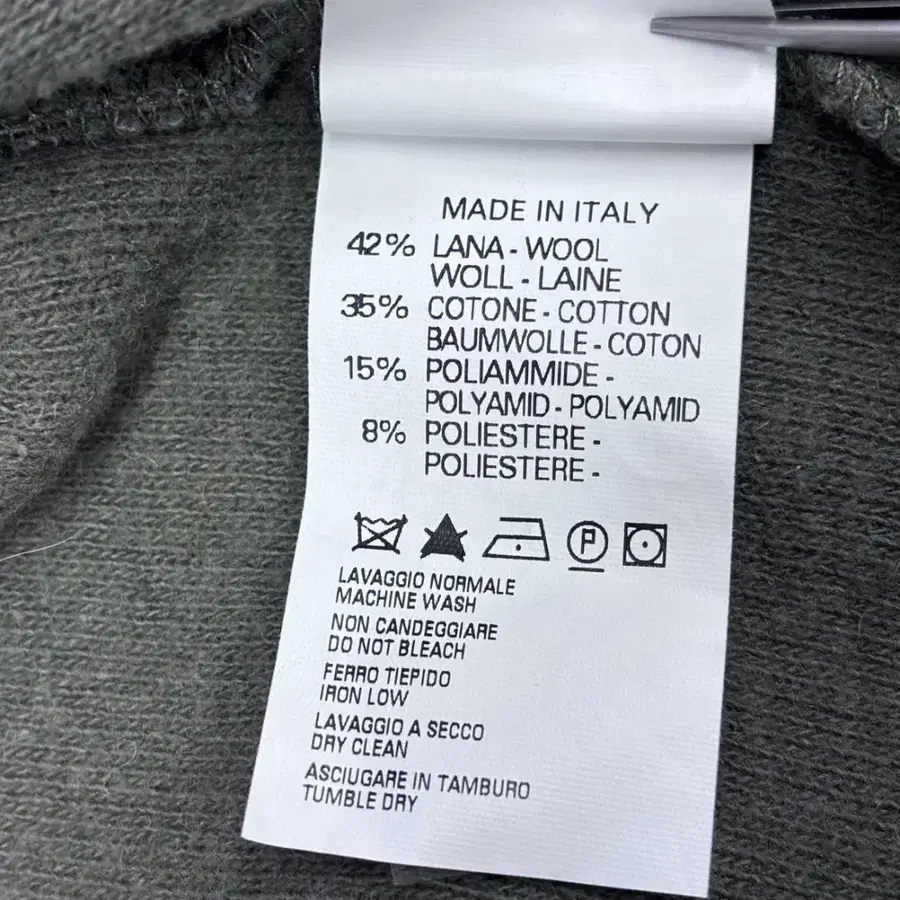 MADE IN ITALY
42% LANA - WOOL
WOLL - LAINE
35% COTONE - COTTON
BAUMWOLLE - COTON
15% POLIAMMIDE -
POLYAMID - POLYAMID
8% POLIESTERE -
POLIESTERE -
P
LAVAGGIO NORMALE
MACHINE WASH
NON CANDEGGIARE
DO NOT BLEACH
FERRO TIEPIDO
IRON LOW
LAVAGGIO A SECCO
DRY CLEAN
ASCIUGARE IN TAMBURO
TUMBLE DRY